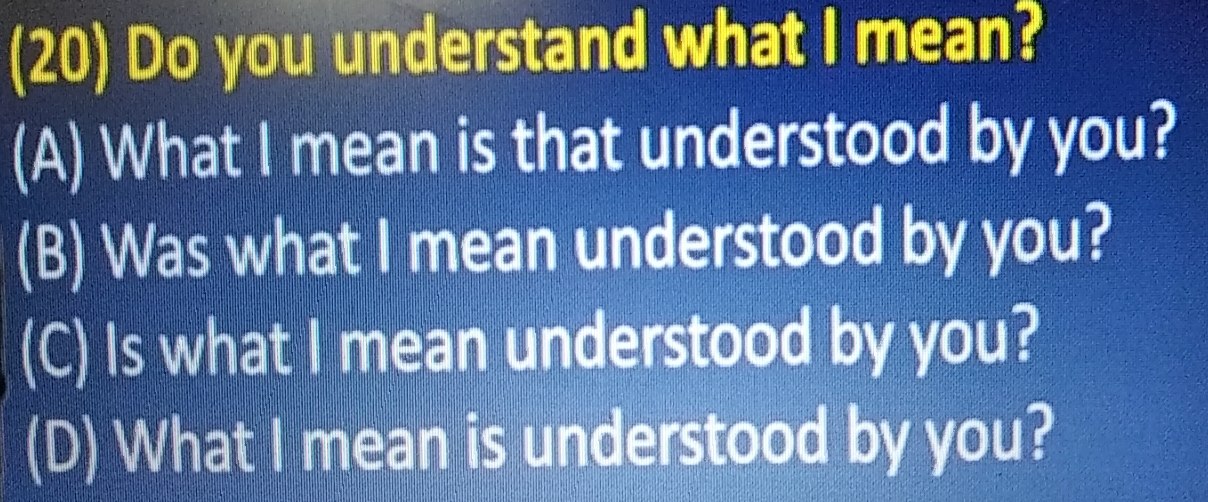 (20) Do you understand what I mean?
(A) What I mean is that understood by you?
(B) Was what I mean understood by you?
(C) Is what I mean understood by you?
(D) What I mean is understood by you?